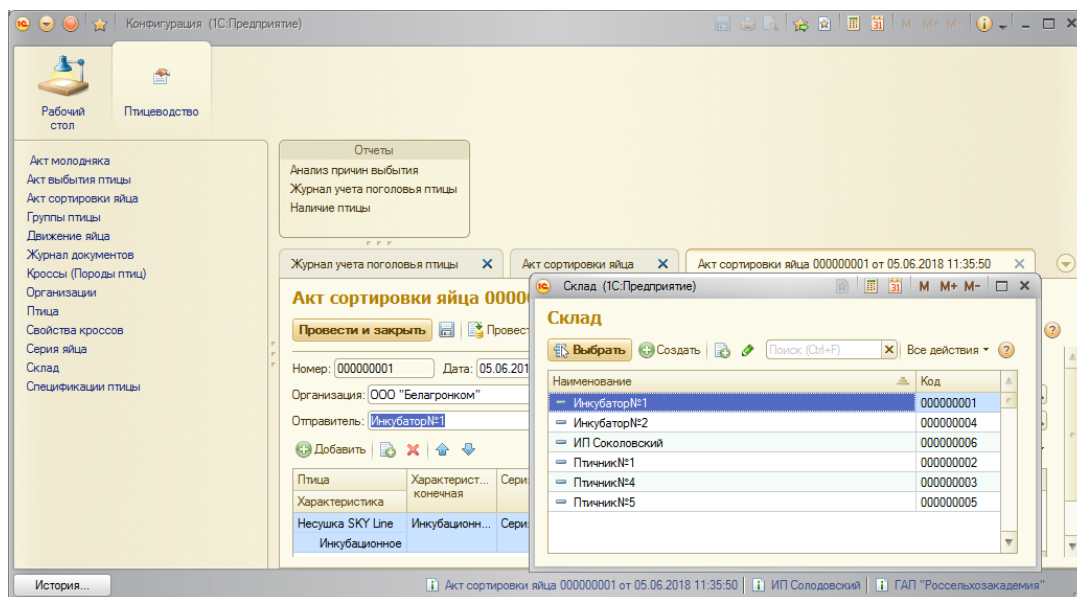 Конфигурация (1С:Предприятие)
M M+ M-
Рабочий
стол
Птицеводство
Акт молодняка
Акт выбытия птицы
Акт сортировки яйца
Группы птицы
Движение яйца
Журнал документов
Кроссы (Породы птиц)
Организации
Птица
Свойства кроссов
Серия яйца
Склад
Спецификации птицы
Отчеты
Анализ причин выбытия
Журнал учета поголовья птицы
Наличие птицы
Журнал учета поголовья птицы
Акт сортировки яйца
Акт сортировки яйца 000000001 от 05.06.2018 11:35:50
Акт сортировки яйца 0000
Провести и закрыть
Провест
Номер: 000000001 Дата: 05.06.201
Организация: ООО "Белагронком"
Отправитель: Инкубатор№1
Добавить
Птица Характерист... Сери
Характеристика конечная
Несушка SKY Line Инкубационн... Сери
Инкубационное
Склад (1С:Предприятие)
M M+ M-
Склад
Выбрать Создать Поиск (Ctrl+F) Все действия
Наименование Код
Инкубатор№1 000000001
Инкубатор№2 000000004
ИП Соколовский 000000006
Птичник№1 000000002
Птичник№4 000000003
Птичник№5 000000005
История...
Акт сортировки яйца 000000001 от 05.06.2018 11:35:50 ИП Солодовский ГАП "Россельхозакадемия"